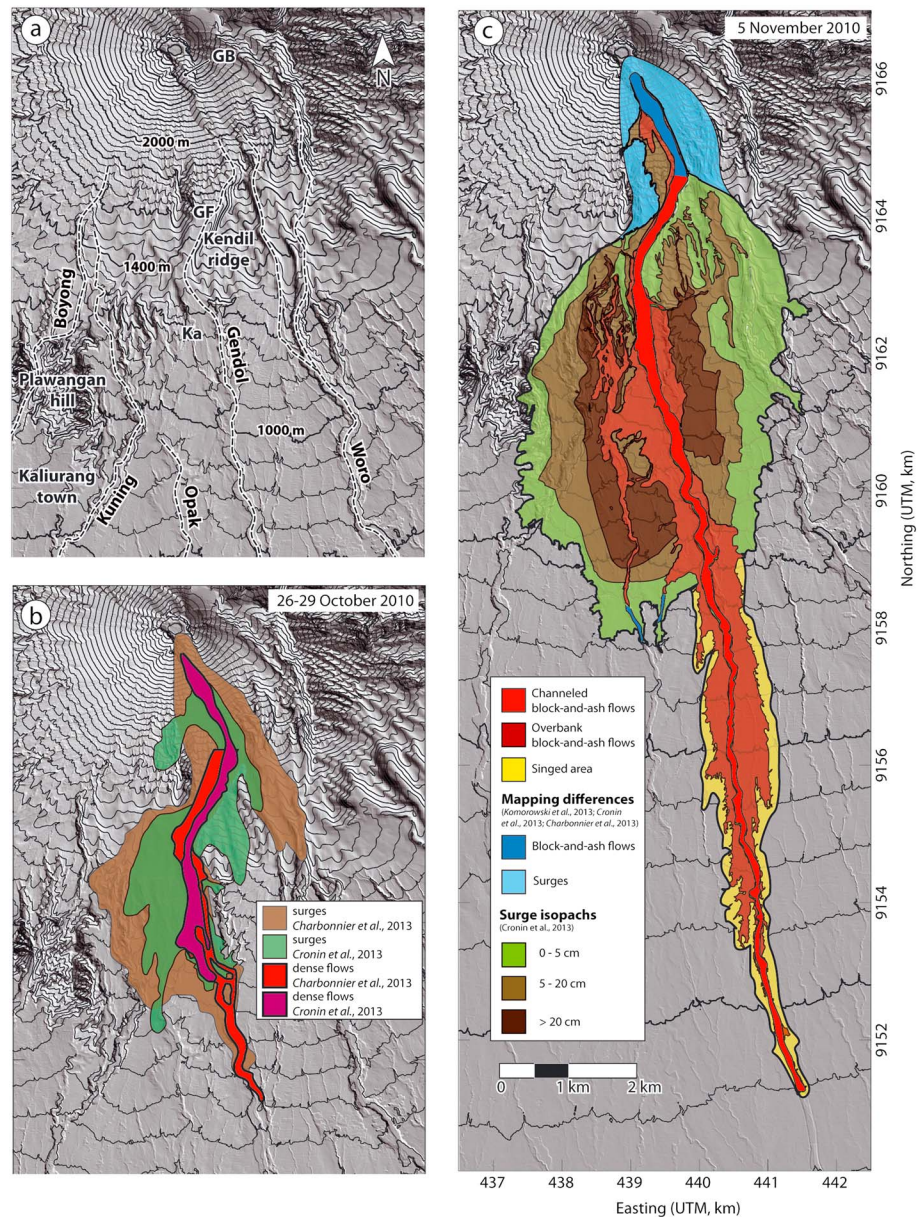 a
GB
N
2000 m
GF
Kendil
ridge
1400 m
Boyong
Ka
Gendol
Plawangan
hill
1000 m
Woro
Kaliurang
town
Kuning
Opak
b
26-29 October 2010
surges
Charbonnier et al., 2013
surges
Cronin et al., 2013
dense flows
Charbonnier et al., 2013
dense flows
Cronin et al., 2013
c
5 November 2010
Channeled
block-and-ash flows
Overbank
block-and-ash flows
Singed area
Mapping differences
(Komorowski et al., 2013; Cronin
et al., 2013; Charbonnier et al., 2013)
Block-and-ash flows
Surges
Surge isopachs
(Cronin et al., 2013)
0 - 5 cm
5 - 20 cm
> 20 cm
0 1 km 2 km
9166
9164
9162
9160
9158
9156
9154
9152
Northing (UTM, km)
437 438 439 440 441 442
Easting (UTM, km)